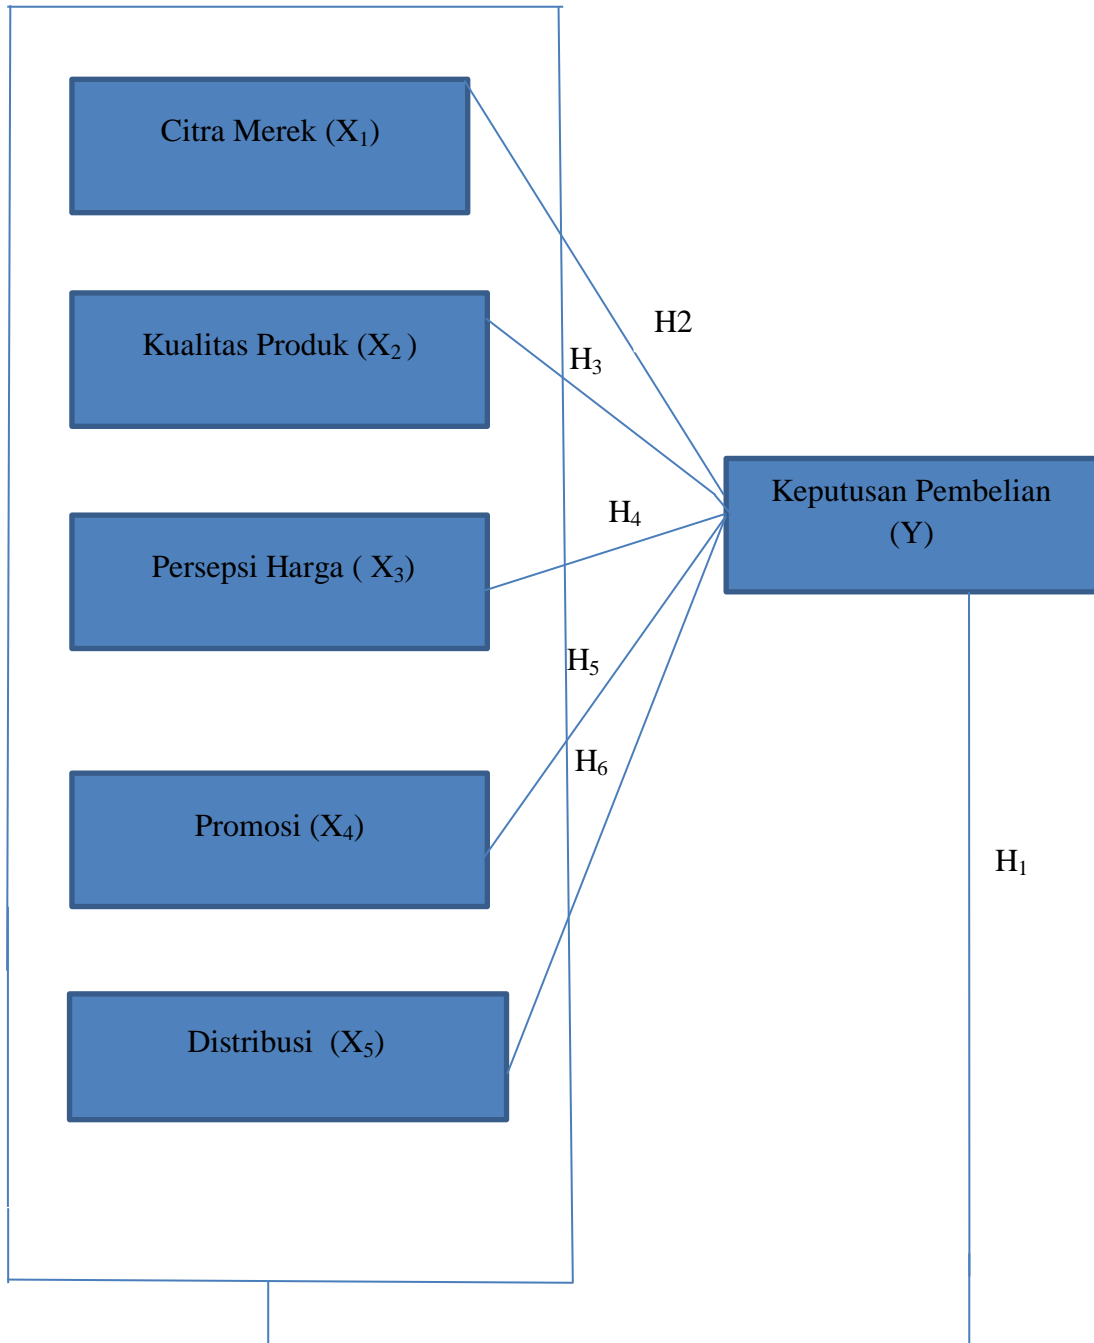 Citra Merek (X₁)
H2
Kualitas Produk (X₂ )
H₃
Keputusan Pembelian
(Y)
H₄
Persepsi Harga ( X₃)
H₅
H₆
Promosi (X₄)
H₁
Distribusi  (X₅)